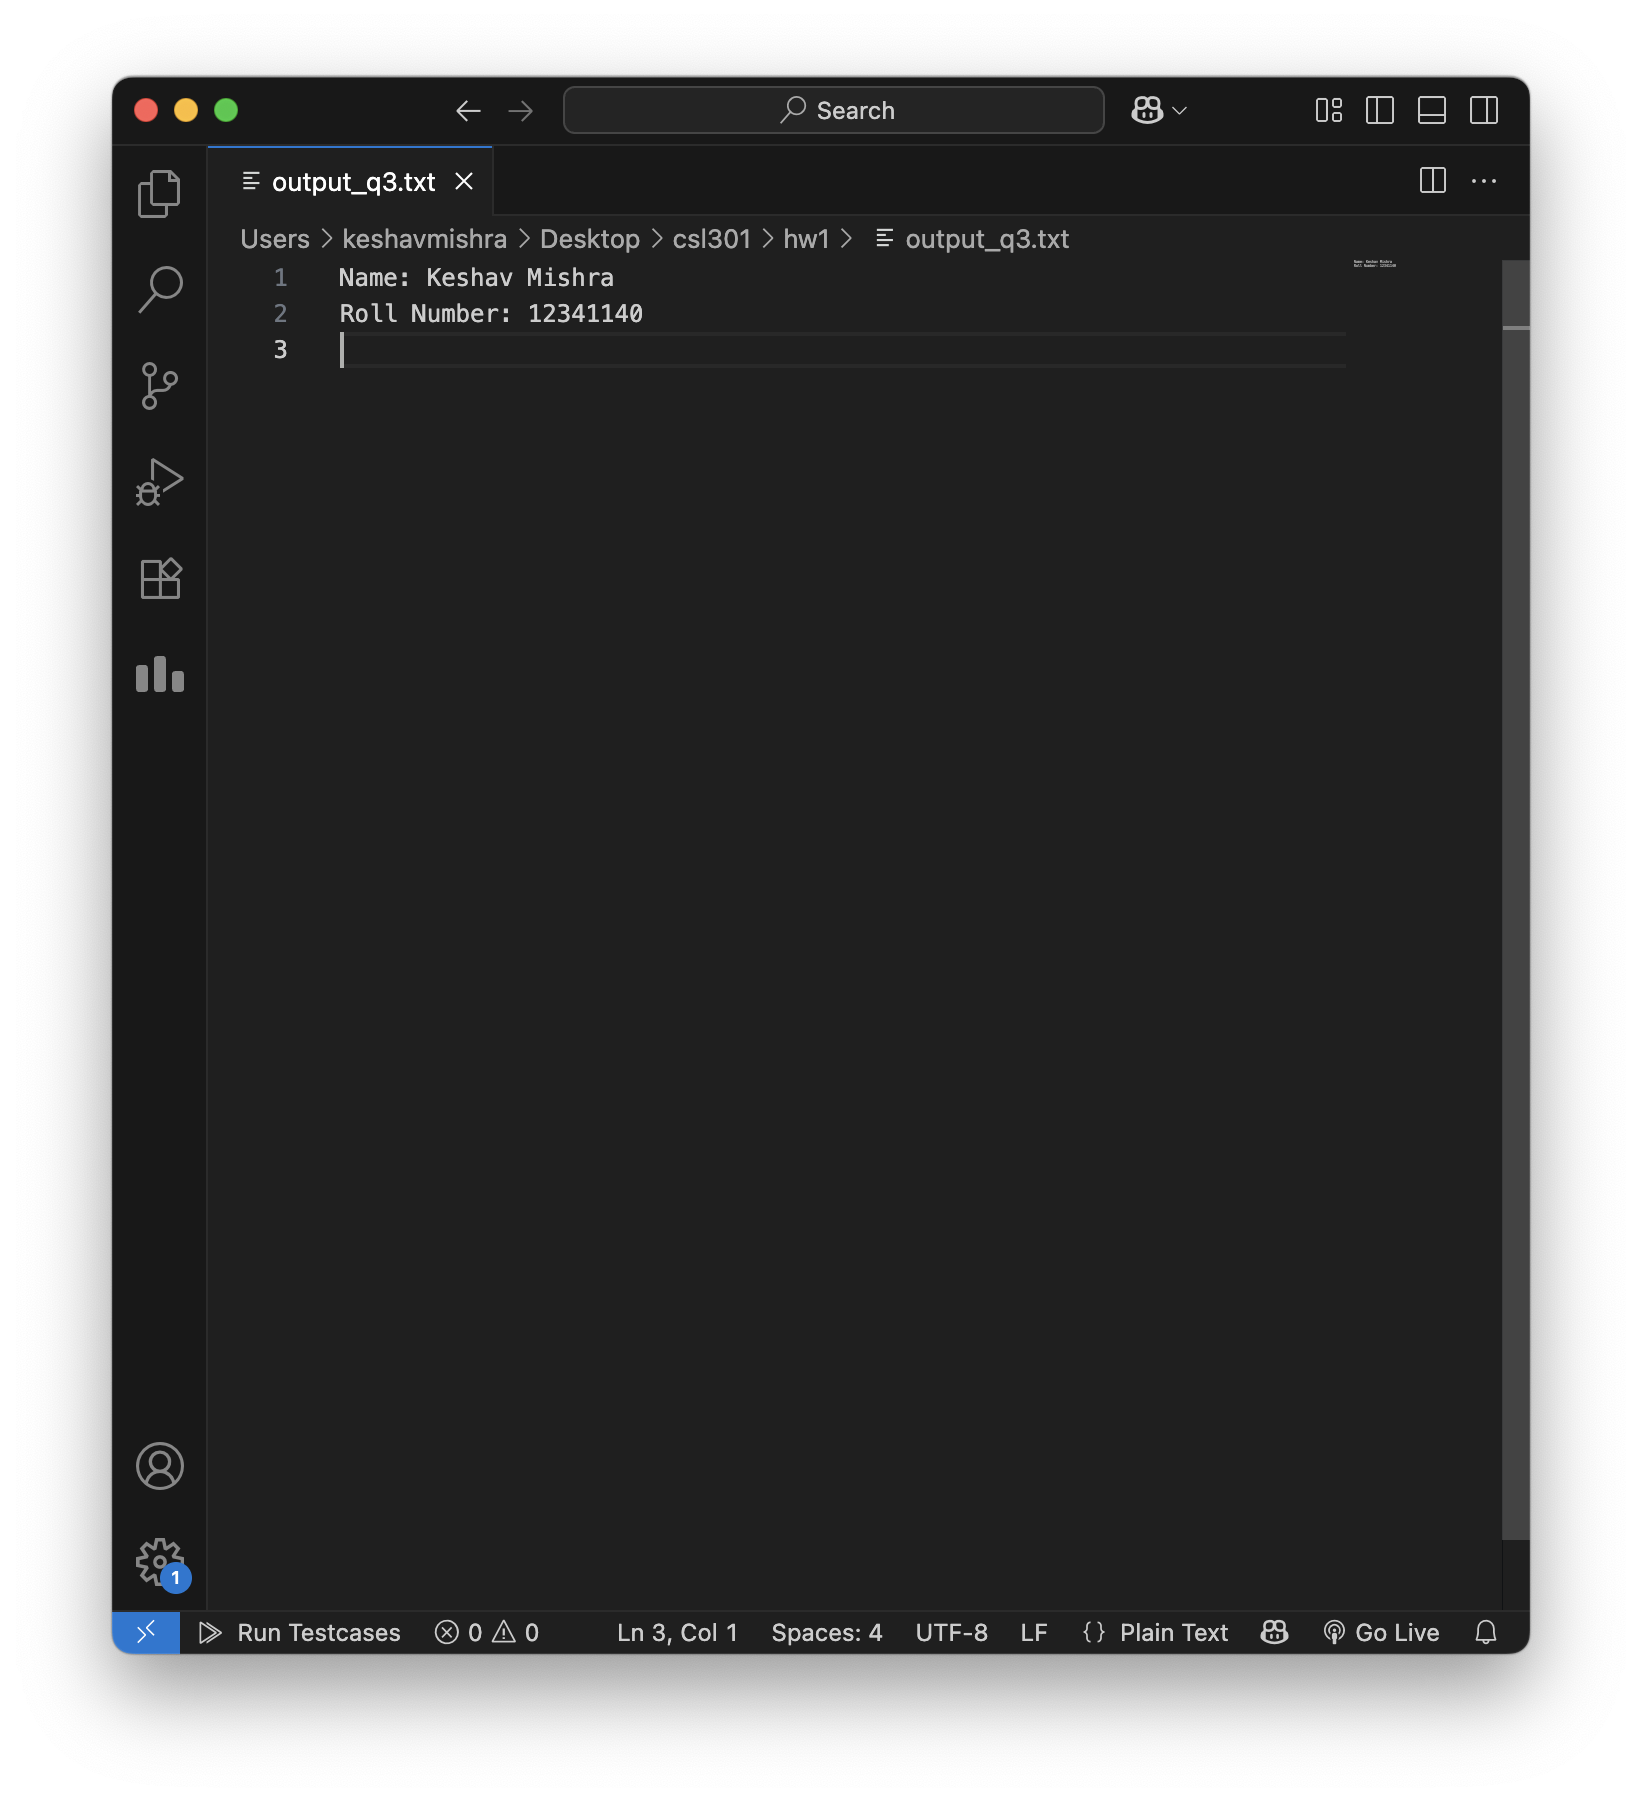 Search
output_q3.txt
Users > keshavmishra > Desktop > csl301 > hw1 > output_q3.txt
1 Name: Keshav Mishra
2 Roll Number: 12341140
3
1
Run Testcases 0 0 Ln 3, Col 1 Spaces: 4 UTF-8 LF {} Plain Text Go Live